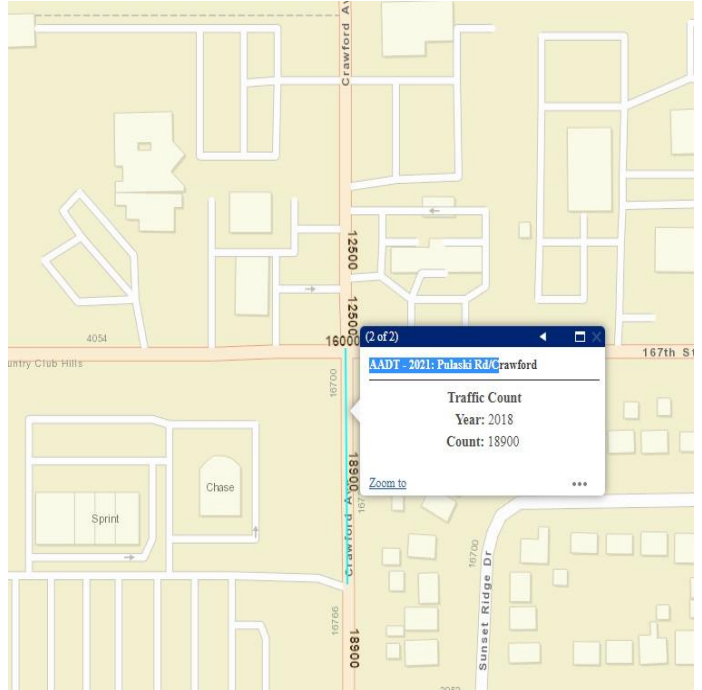 Crawford Av
12500
12500
16000
4054
untry Club Hills
167th St
16700
(2 of 2)
AADT - 2021: Pulaski Rd/Crawford
Traffic Count
Year: 2018
Count: 18900
Zoom to
18900
Chase
Sprint
Crawford Av
16700
Sunset Ridge Dr
16766
18900